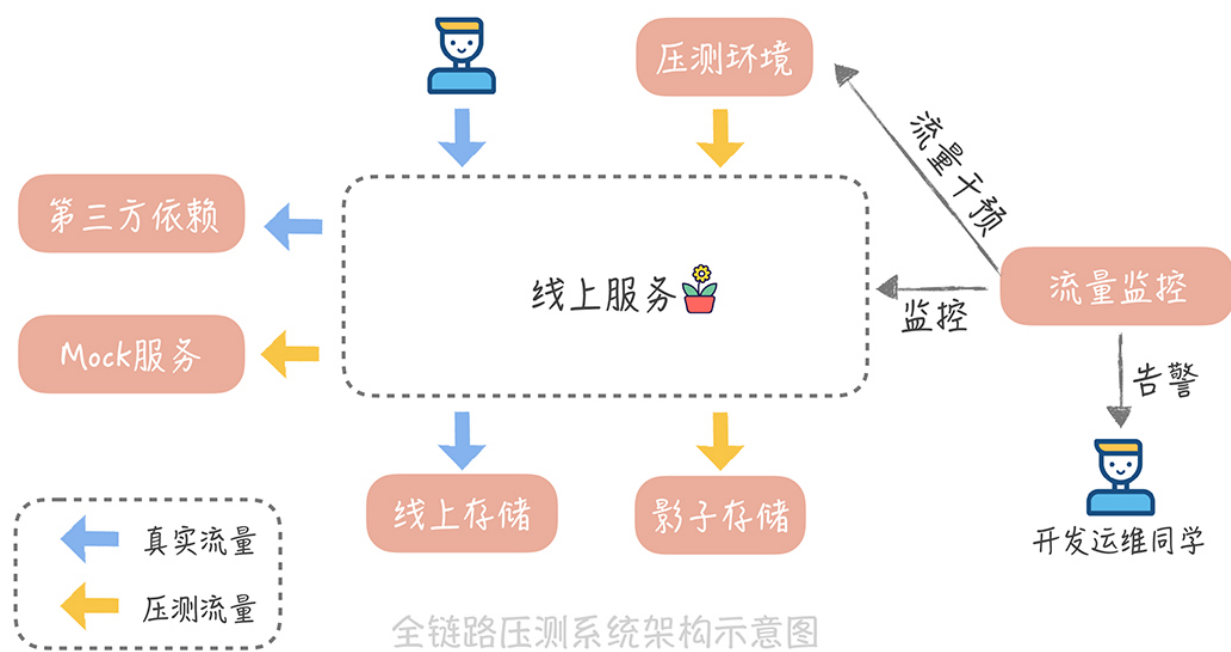 压测环境
流量干预
第三方依赖
线上服务
监控
流量监控
Mock服务
告警
线上存储
影子存储
开发运维同学
真实流量
压测流量
全链路压测系统架构示意图